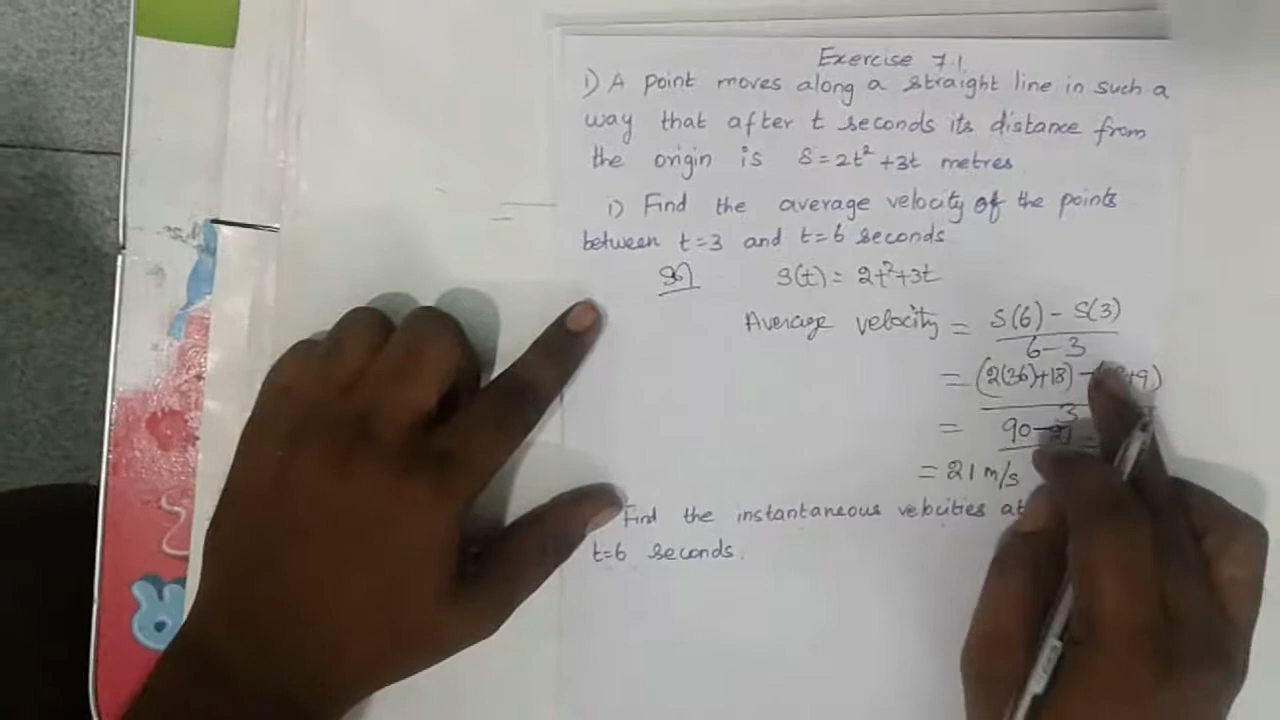 Exercise 7.1
1) A point moves along a straight line in such a
way that after t seconds its distance from
the origin is S=2t²+3t metres.
i) Find the average velocity of the points
between t=3 and t=6 seconds
Sol
S(t) = 2t²+3t
Average velocity = S(6) - S(3)
6-3
= (2(36)+18) - +9)
3
= 90-
= 21 m/s
Find the instantaneous velocities at
t=6 seconds.